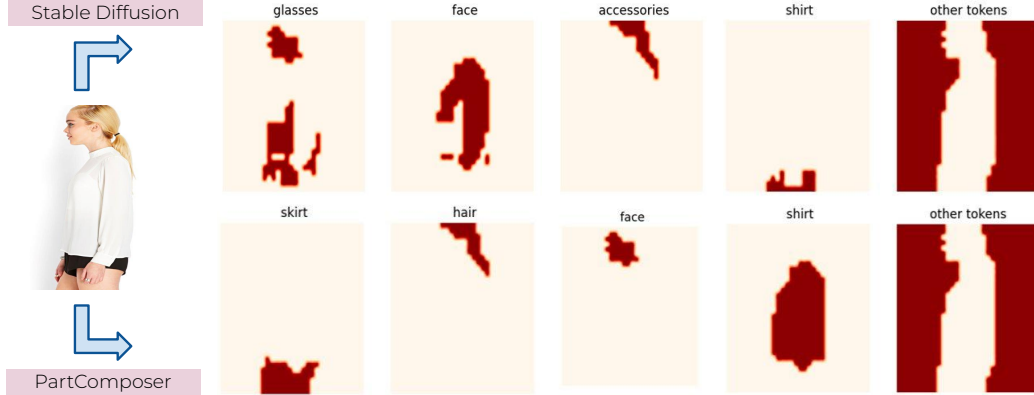 Stable Diffusion
glasses
face
accessories
shirt
other tokens
skirt
hair
face
shirt
other tokens
PartComposer